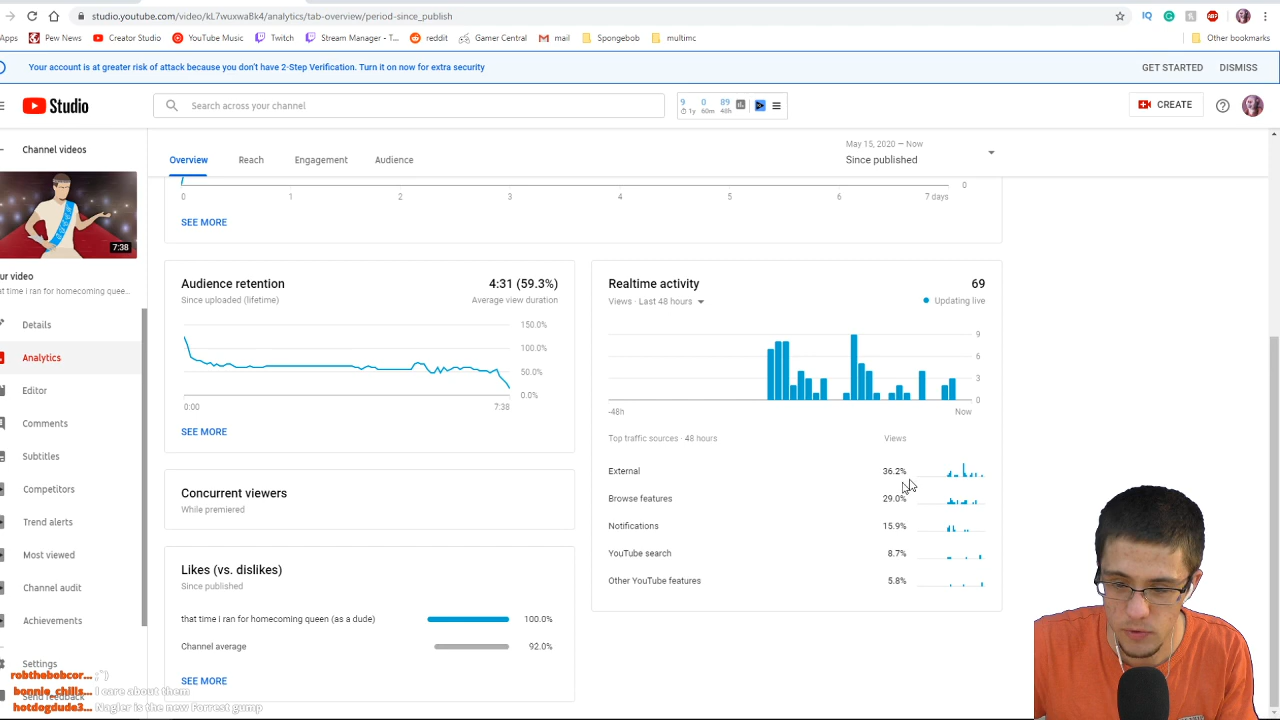 studio.youtube.com/video/kL7wuxwaBk4/analytics/tab-overview/period-since_publish
Apps Pew News Creator Studio YouTube Music Twitch Stream Manager - T... reddit Gamer Central mail Spongebob multimc Other bookmarks
Your account is at greater risk of attack because you don't have 2-Step Verification. Turn it on now for extra security GET STARTED DISMISS
Studio Search across your channel 9 0 89 CREATE
1y 60m 48h
Channel videos
7:38
ur video
at time i ran for homecoming quee...
Details
Analytics
Editor
Comments
Subtitles
Competitors
Trend alerts
Most viewed
Channel audit
Achievements
Settings
Send feedback
Overview Reach Engagement Audience
May 15, 2020 — Now
Since published
0 1 2 3 4 5 6 7 days 0
SEE MORE
Audience retention 4:31 (59.3%)
Since uploaded (lifetime) Average view duration
150.0%
100.0%
50.0%
0.0%
0:00 7:38
SEE MORE
Concurrent viewers
While premiered
Likes (vs. dislikes)
Since published
that time i ran for homecoming queen (as a dude) 100.0%
Channel average 92.0%
SEE MORE
Realtime activity 69
Views · Last 48 hours Updating live
9
6
3
0
-48h Now
Top traffic sources · 48 hours Views
External 36.2%
Browse features 29.0%
Notifications 15.9%
YouTube search 8.7%
Other YouTube features 5.8%
robthebobcor... ;`)
bonnie_chills... I care about them
hotdogdude3... Nagler is the new Forrest gump